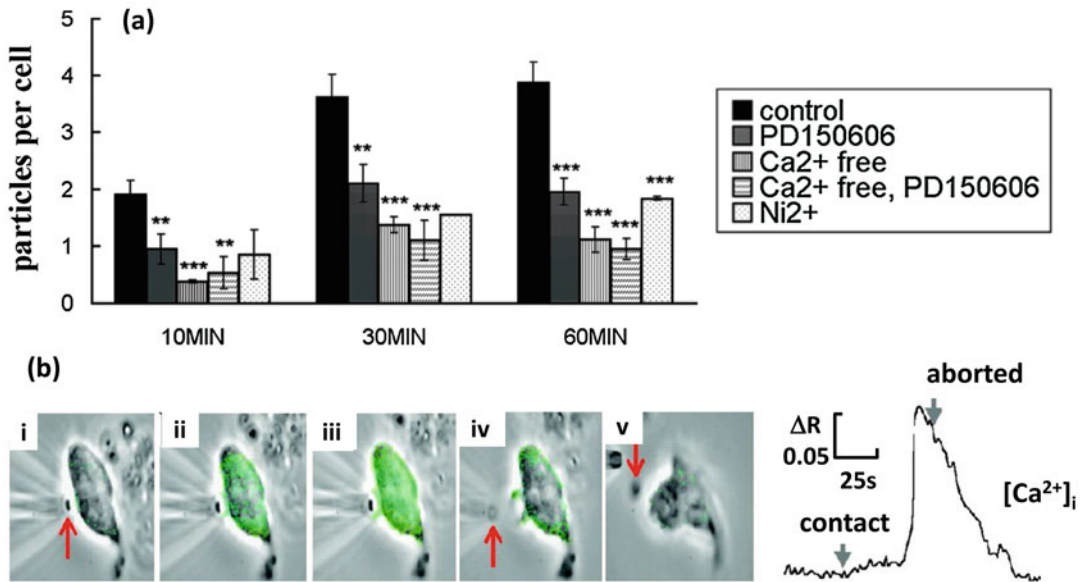 (a)
particles per cell
5
4
3
2
1
0
** *** **
** *** ***
*** *** *** ***
10MIN 30MIN 60MIN
control
PD150606
Ca2+ free
Ca2+ free, PD150606
Ni2+
(b)
i ii iii iv v
aborted
ΔR
0.05
25s
[Ca²⁺]ᵢ
contact